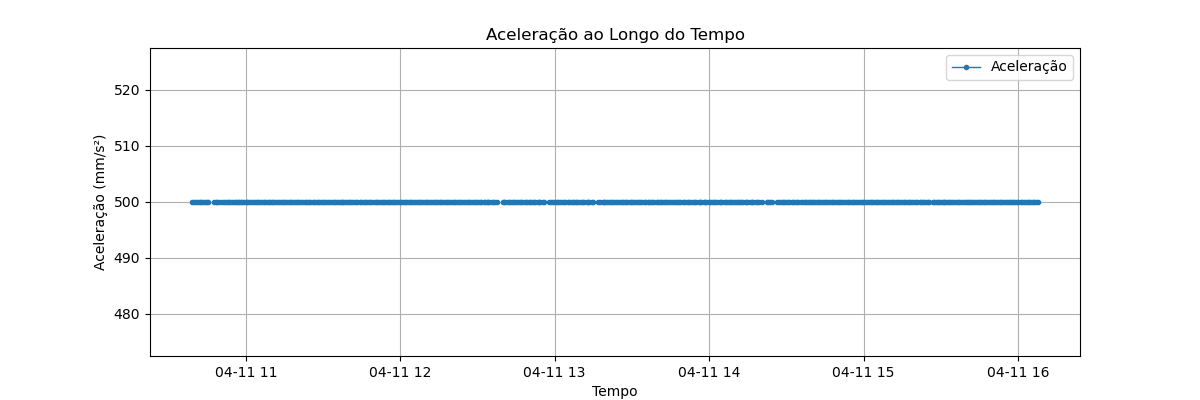 Aceleração ao Longo do Tempo
Aceleração
Aceleração (mm/s²)
520
510
500
490
480
04-11 11
04-11 12
04-11 13
04-11 14
04-11 15
04-11 16
Tempo